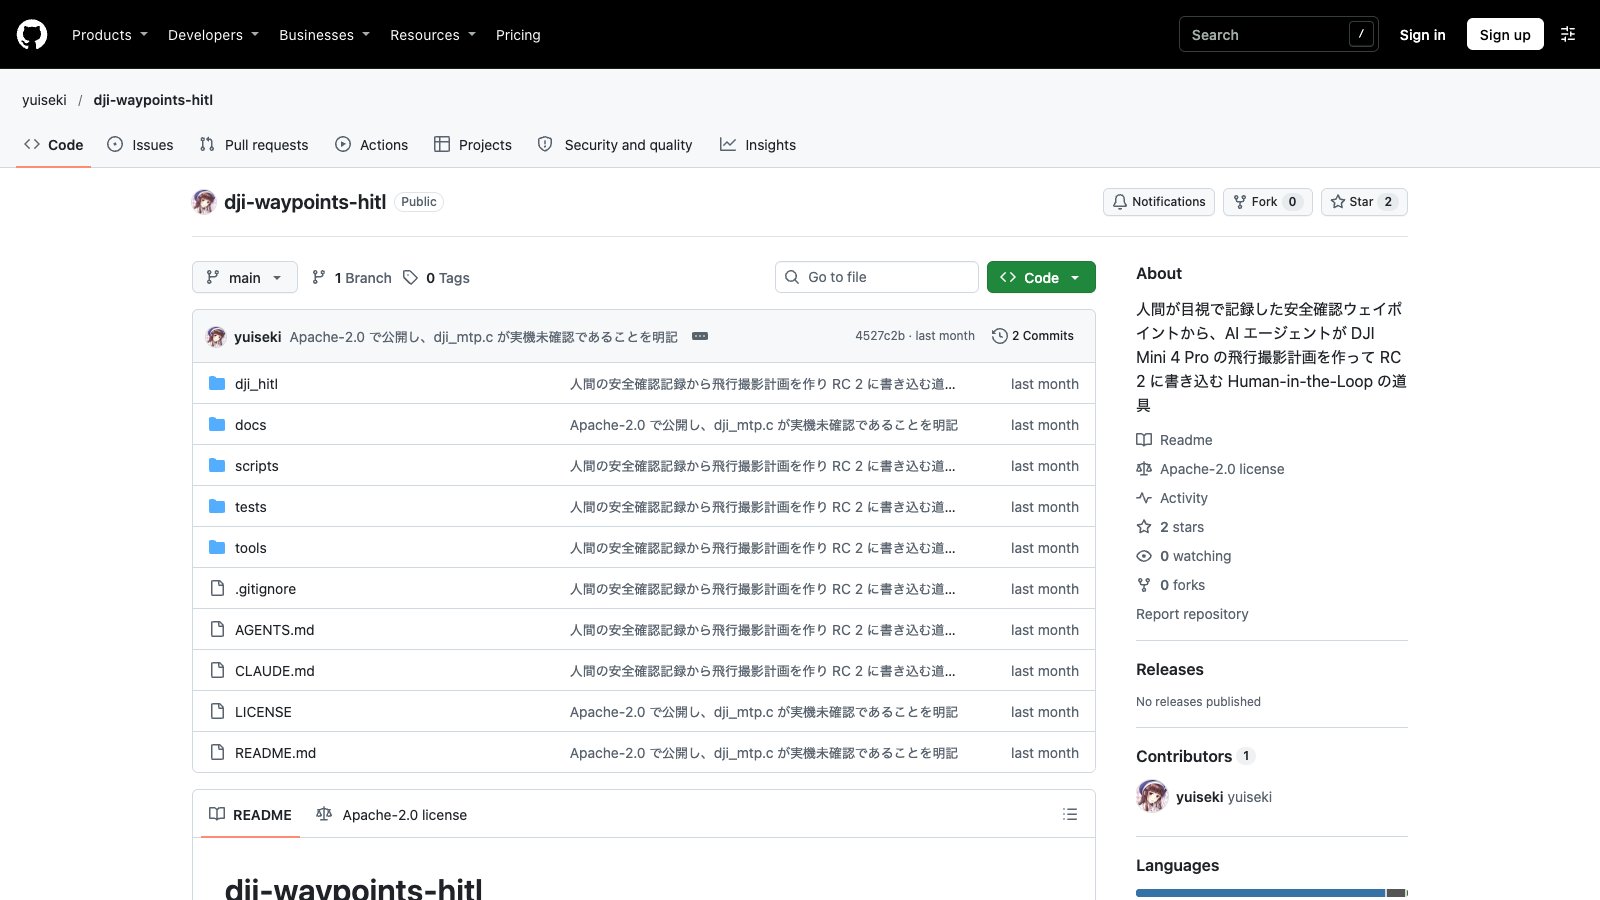 Products Developers Businesses Resources Pricing Search / Sign in Sign up
yuiseki / dji-waypoints-hitl
Code Issues Pull requests Actions Projects Security and quality Insights
dji-waypoints-hitl Public Notifications Fork 0 Star 2
main 1 Branch 0 Tags Go to file Code
yuiseki Apache-2.0 で公開し、dji_mtp.c が実機未確認であることを明記 4527c2b · last month 2 Commits
dji_hitl 人間の安全確認記録から飛行撮影計画を作り RC 2 に書き込む道… last month
docs Apache-2.0 で公開し、dji_mtp.c が実機未確認であることを明記 last month
scripts 人間の安全確認記録から飛行撮影計画を作り RC 2 に書き込む道… last month
tests 人間の安全確認記録から飛行撮影計画を作り RC 2 に書き込む道… last month
tools 人間の安全確認記録から飛行撮影計画を作り RC 2 に書き込む道… last month
.gitignore 人間の安全確認記録から飛行撮影計画を作り RC 2 に書き込む道… last month
AGENTS.md 人間の安全確認記録から飛行撮影計画を作り RC 2 に書き込む道… last month
CLAUDE.md 人間の安全確認記録から飛行撮影計画を作り RC 2 に書き込む道… last month
LICENSE Apache-2.0 で公開し、dji_mtp.c が実機未確認であることを明記 last month
README.md Apache-2.0 で公開し、dji_mtp.c が実機未確認であることを明記 last month
README Apache-2.0 license
dji-waypoints-hitl
About
人間が目視で記録した安全確認ウェイポ
イントから、AI エージェントが DJI
Mini 4 Pro の飛行撮影計画を作って RC
2 に書き込む Human-in-the-Loop の道
具
Readme
Apache-2.0 license
Activity
2 stars
0 watching
0 forks
Report repository
Releases
No releases published
Contributors 1
yuiseki yuiseki
Languages